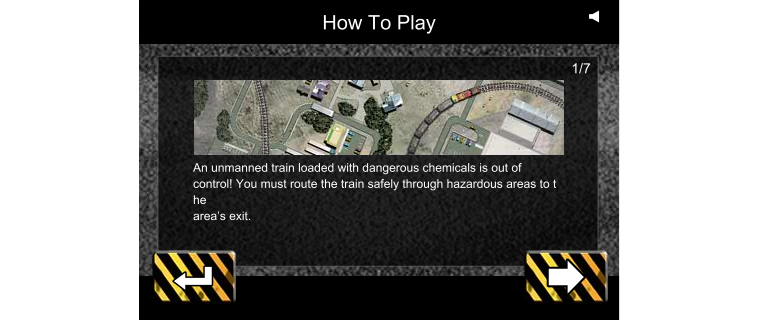 How To Play
1/7
An unmanned train loaded with dangerous chemicals is out of
control! You must route the train safely through hazardous areas to t
he
area's exit.